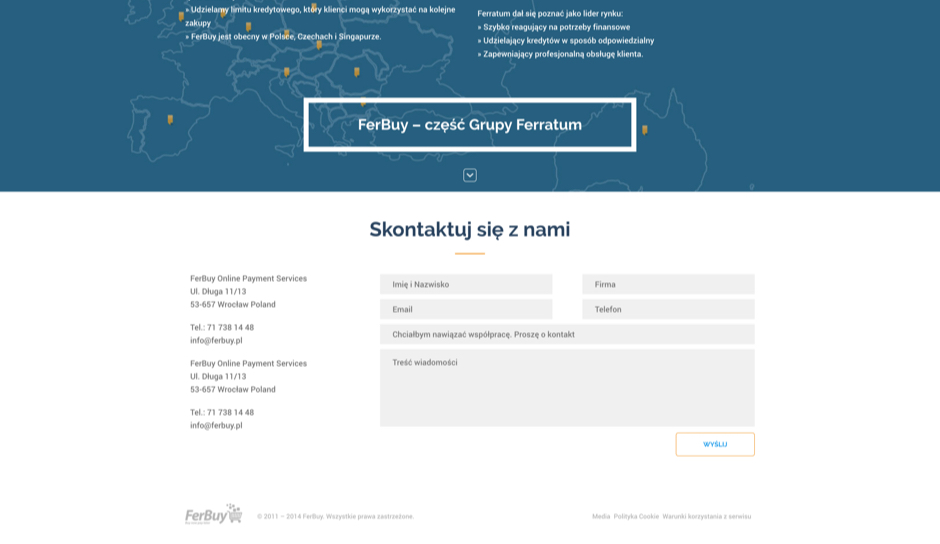 » Udzielamy limitu kredytowego, który klienci mogą wykorzystać na kolejne
zakupy
» FerBuy jest obecny w Polsce, Czechach i Singapurze.
Ferratum dał się poznać jako lider rynku:
» Szybko reagujący na potrzeby finansowe
» Udzielający kredytów w sposób odpowiedzialny
» Zapewniający profesjonalną obsługę klienta.
FerBuy – część Grupy Ferratum
Skontaktuj się z nami
FerBuy Online Payment Services
Ul. Długa 11/13
53-657 Wrocław Poland
Tel.: 71 738 14 48
info@ferbuy.pl
FerBuy Online Payment Services
Ul. Długa 11/13
53-657 Wrocław Poland
Tel.: 71 738 14 48
info@ferbuy.pl
Imię i Nazwisko
Firma
Email
Telefon
Chciałbym nawiązać współpracę. Proszę o kontakt
Treść wiadomości
WYŚLIJ
FerBuy
© 2011 – 2014 FerBuy. Wszystkie prawa zastrzeżone.
Media Polityka Cookie Warunki korzystania z serwisu